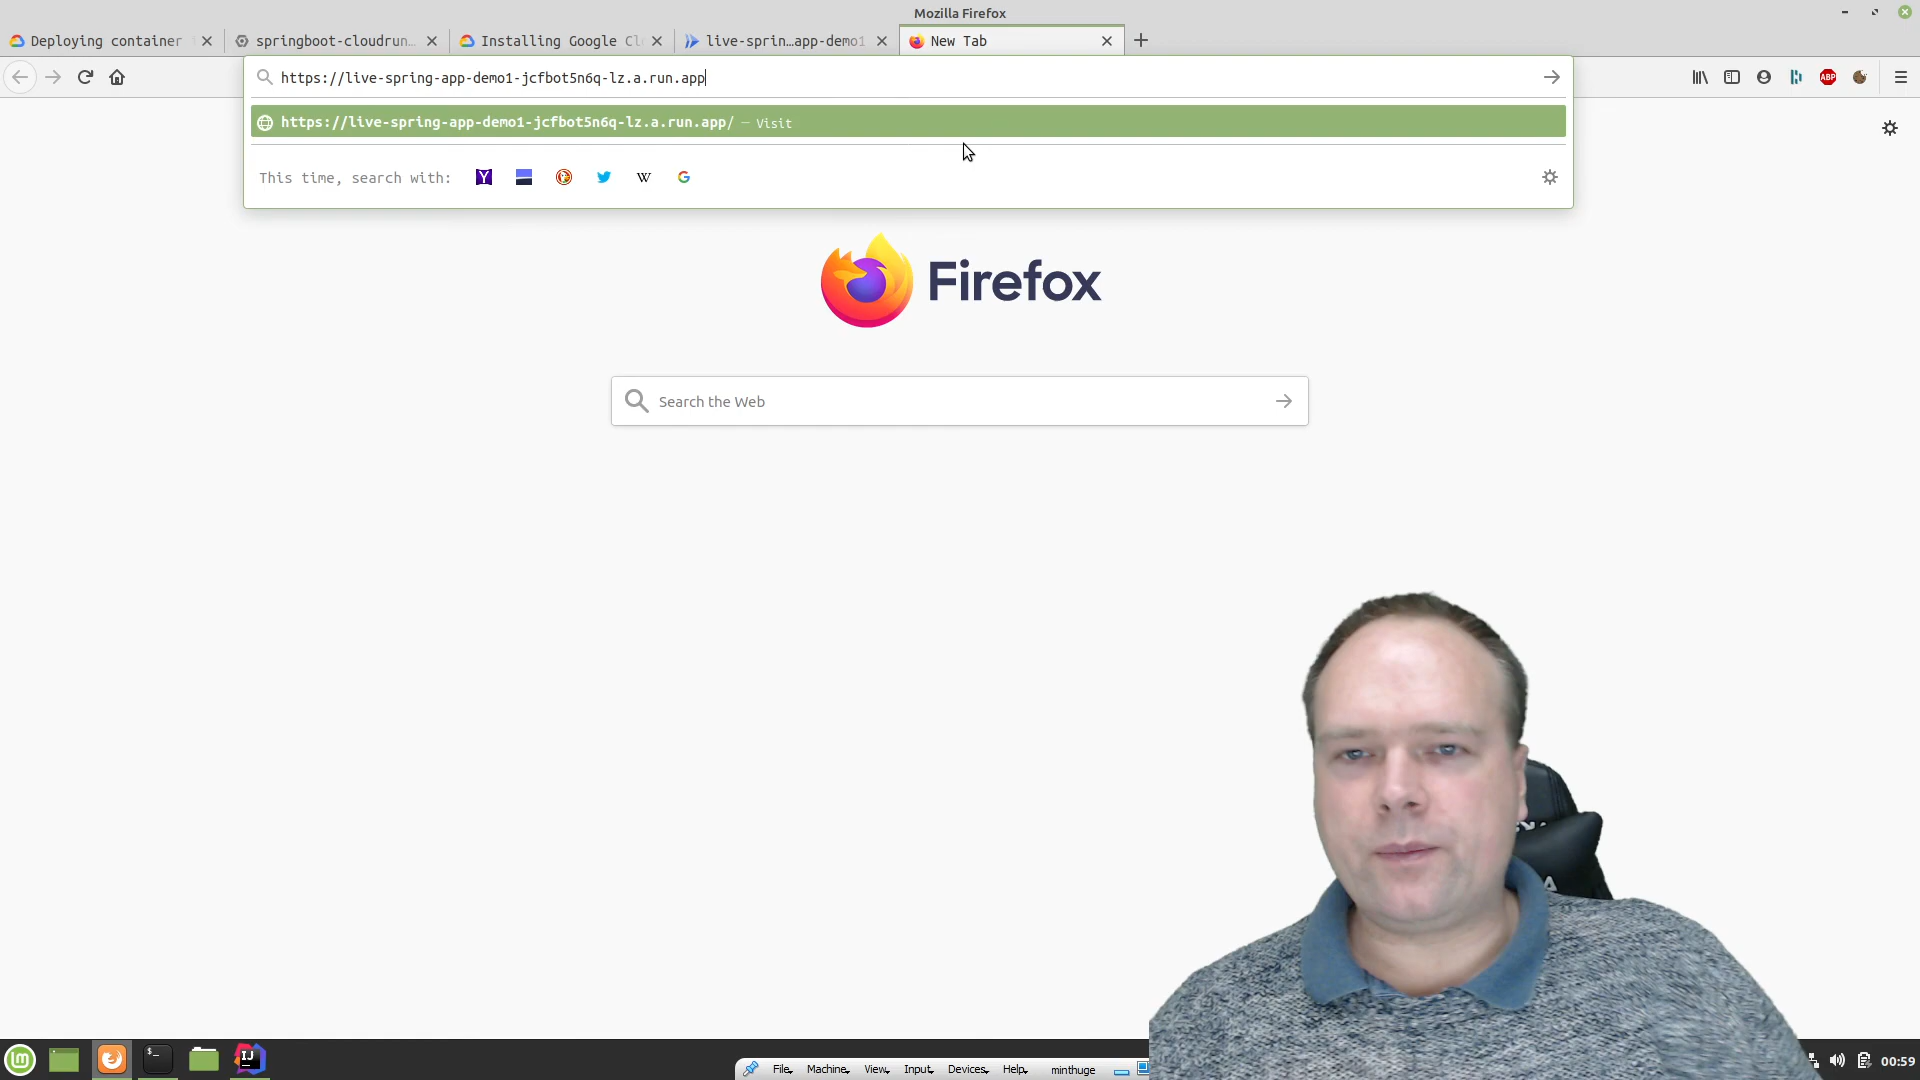 Mozilla Firefox
Deploying container
springboot-cloudrun...
Installing Google Cl
live-sprin...app-demo1
New Tab
https://live-spring-app-demo1-jcfbot5n6q-lz.a.run.app
ABP
https://live-spring-app-demo1-jcfbot5n6q-lz.a.run.app/ — Visit
This time, search with:
Y
W
G
Firefox
Search the Web
IJ
File
Machine
View
Input
Devices
Help
minthuge
00:59